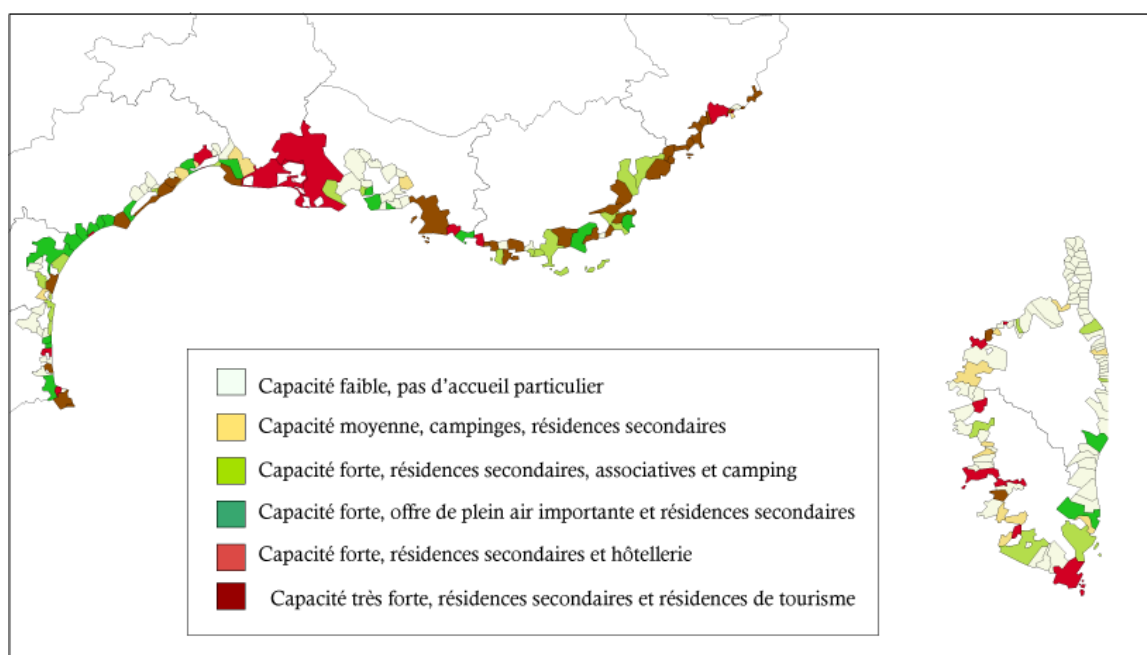 Capacité faible, pas d'accueil particulier
Capacité moyenne, campinges, résidences secondaires
Capacité forte, résidences secondaires, associatives et camping
Capacité forte, offre de plein air importante et résidences secondaires
Capacité forte, résidences secondaires et hôtellerie
Capacité très forte, résidences secondaires et résidences de tourisme